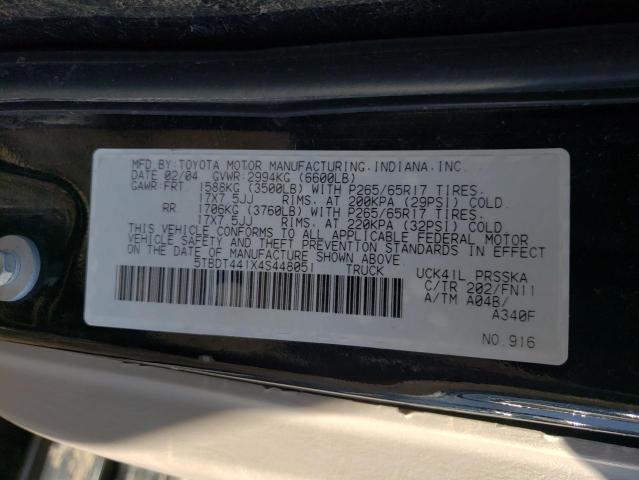 MFD.BY:TOYOTA MOTOR MANUFACTURING.INDIANA.INC.
DATE 02/04 GVWR:2994KG (6600LB)
GAWR:FRT 1588KG (3500LB) WITH P265/65R17 TIRES.
17X7.5JJ RIMS. AT 200KPA (29PSI) COLD
RR 1706KG (3760LB) WITH P265/65R17 TIRES.
17X7.5JJ RIMS. AT 220KPA (32PSI) COLD.
THIS VEHICLE CONFORMS TO ALL APPLICABLE FEDERAL MOTOR
VEHICLE SAFETY AND THEFT PREVENTION STANDARDS IN EFFECT
ON THE DATE OF MANUFACTURE SHOWN ABOVE
5TBDT441X4S448051 TRUCK UCK41L PRSSKA
C/TR 202/FN11
A/TM A04B/
A340F
NO.916